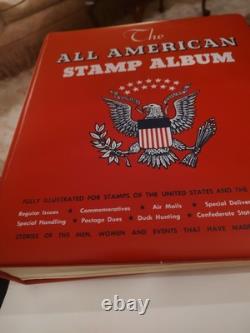 The
ALL AMERICAN
STAMP ALBUM
FULLY ILLUSTRATED FOR STAMPS OF THE UNITED STATES AND THE
Regular Issues ★ Commemoratives ★ Air Mails ★ Special Deliver
Special Handling ★ Postage Dues ★ Duck Hunting ★ Confederate Stat
STORIES OF THE MEN, WOMEN AND EVENTS THAT HAVE MADE
ebay